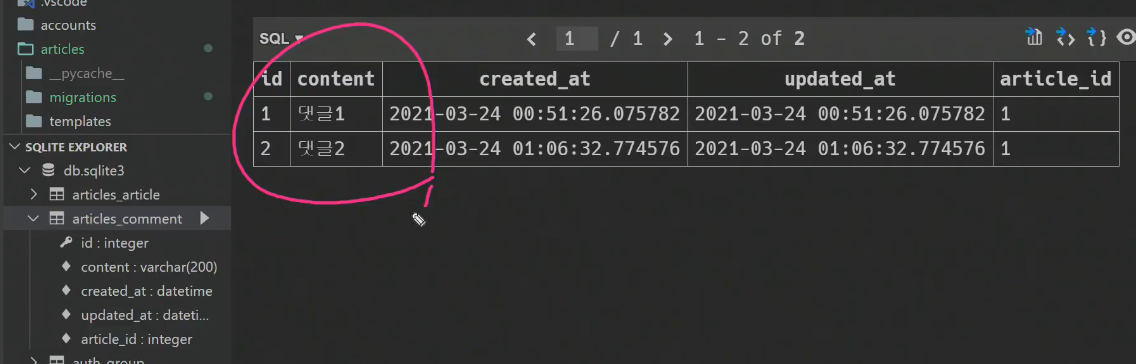 .vscode
accounts
articles
__pycache__
migrations
templates
SQLITE EXPLORER
db.sqlite3
articles_article
articles_comment
id : integer
content : varchar(200)
created_at : datetime
updated_at : dateti...
article_id : integer
auth_group
SQL 1 / 1 1 - 2 of 2
id content created_at updated_at article_id
1 댓글1 2021-03-24 00:51:26.075782 2021-03-24 00:51:26.075782 1
2 댓글2 2021-03-24 01:06:32.774576 2021-03-24 01:06:32.774576 1